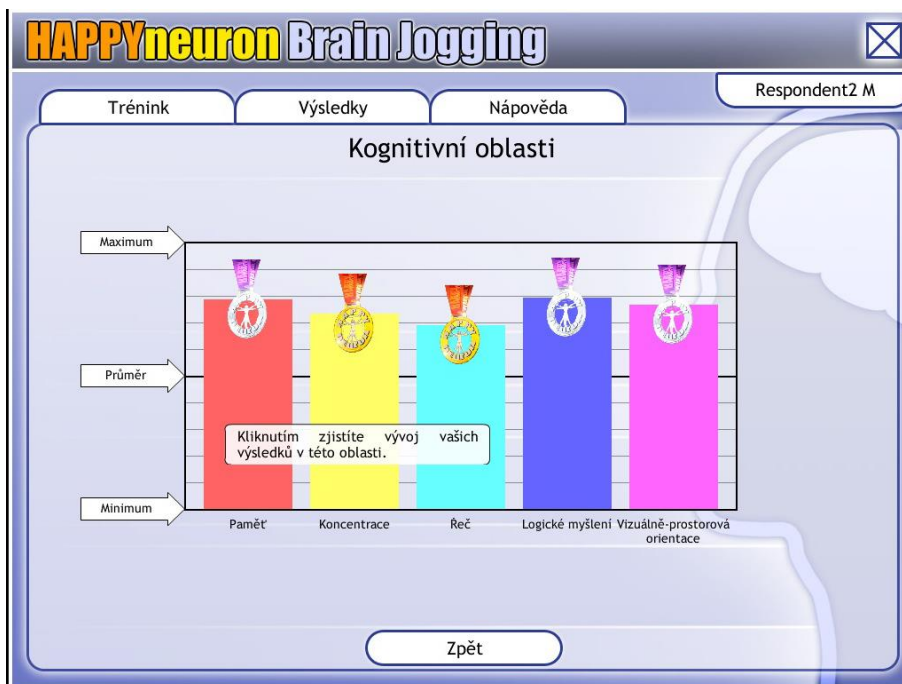 HAPPYneuron Brain Jogging
Respondent2 M
Trénink
Výsledky
Nápověda
Kognitivní oblasti
Maximum
Průměr
Kliknutím zjistíte vývoj vašich
výsledků v této oblasti.
Minimum
Paměť
Koncentrace
Řeč
Logické myšlení
Vizuálně-prostorová
orientace
Zpět